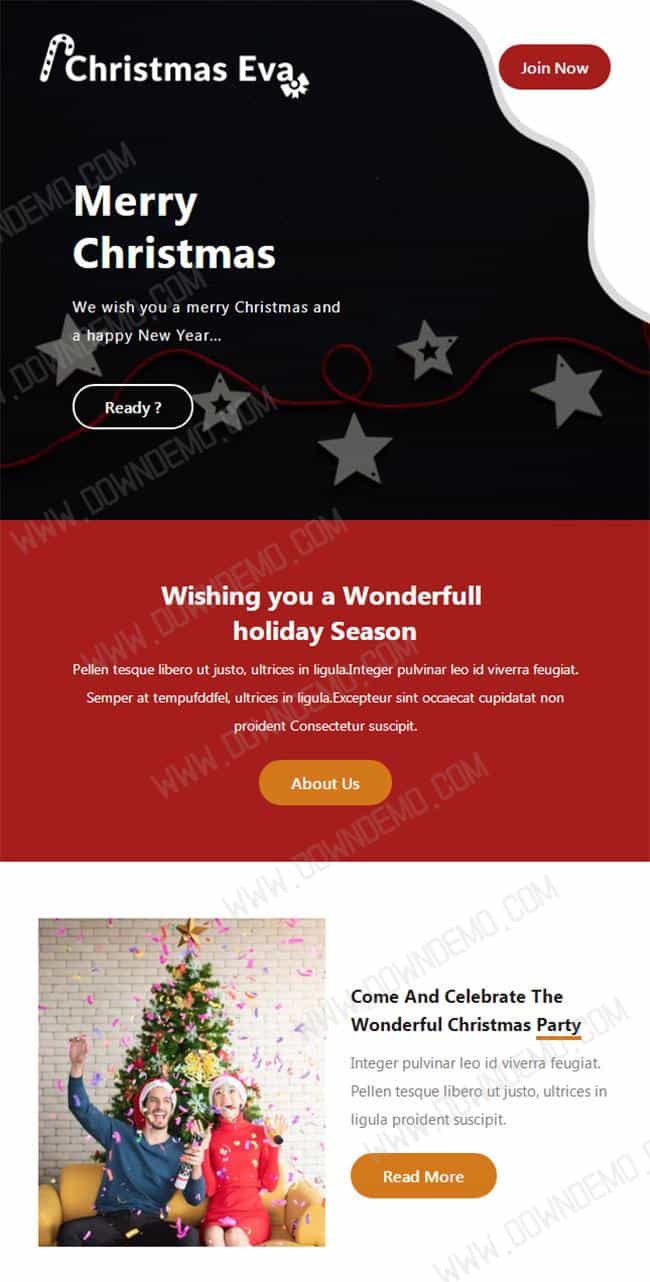 Christmas Eva
Join Now
Merry
Christmas
We wish you a merry Christmas and
a happy New Year...
Ready ?
Wishing you a Wonderfull
holiday Season
Pellen tesque libero ut justo, ultrices in ligula.Integer pulvinar leo id viverra feugiat.
Semper at tempufddfel, ultrices in ligula.Excepteur sint occaecat cupidatat non
proident Consectetur suscipit.
About Us
Come And Celebrate The
Wonderful Christmas Party
Integer pulvinar leo id viverra feugiat.
Pellen tesque libero ut justo, ultrices in
ligula proident suscipit.
Read More
WWW.DOWNDEMO.COM